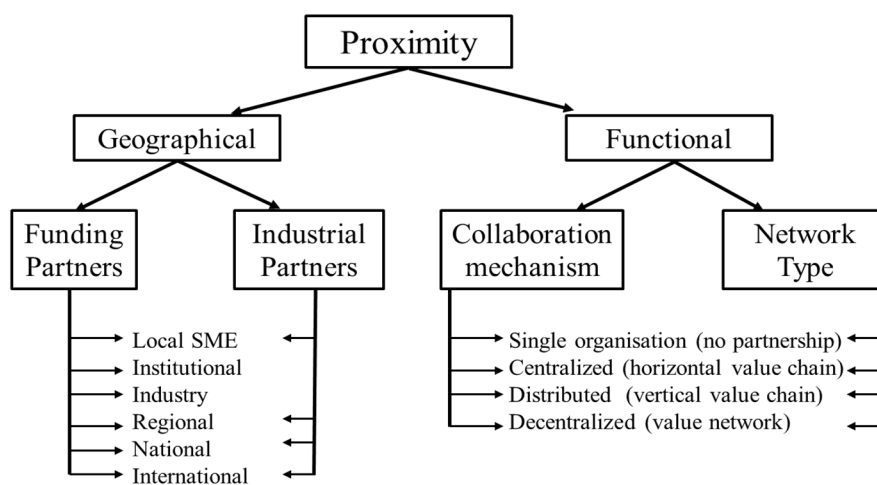 Proximity
Geographical
Functional
Funding
Partners
Industrial
Partners
Collaboration
mechanism
Network
Type
Local SME
Institutional
Industry
Regional
National
International
Single organisation (no partnership)
Centralized (horizontal value chain)
Distributed (vertical value chain)
Decentralized (value network)